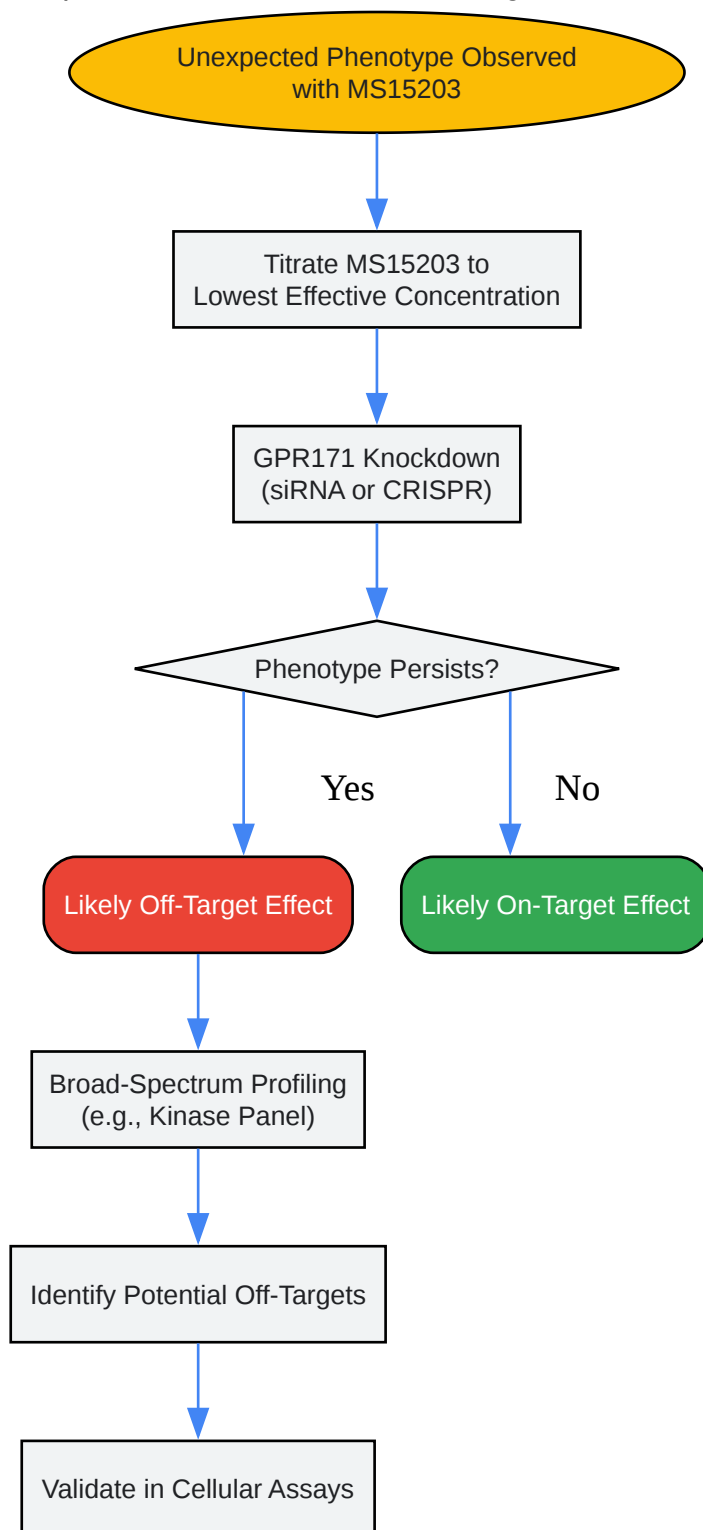 Unexpected Phenotype Observed
with MS15203
Titrate MS15203 to
Lowest Effective Concentration
GPR171 Knockdown
(siRNA or CRISPR)
Phenotype Persists?
Yes
No
Likely Off-Target Effect
Likely On-Target Effect
Broad-Spectrum Profiling
(e.g., Kinase Panel)
Identify Potential Off-Targets
Validate in Cellular Assays